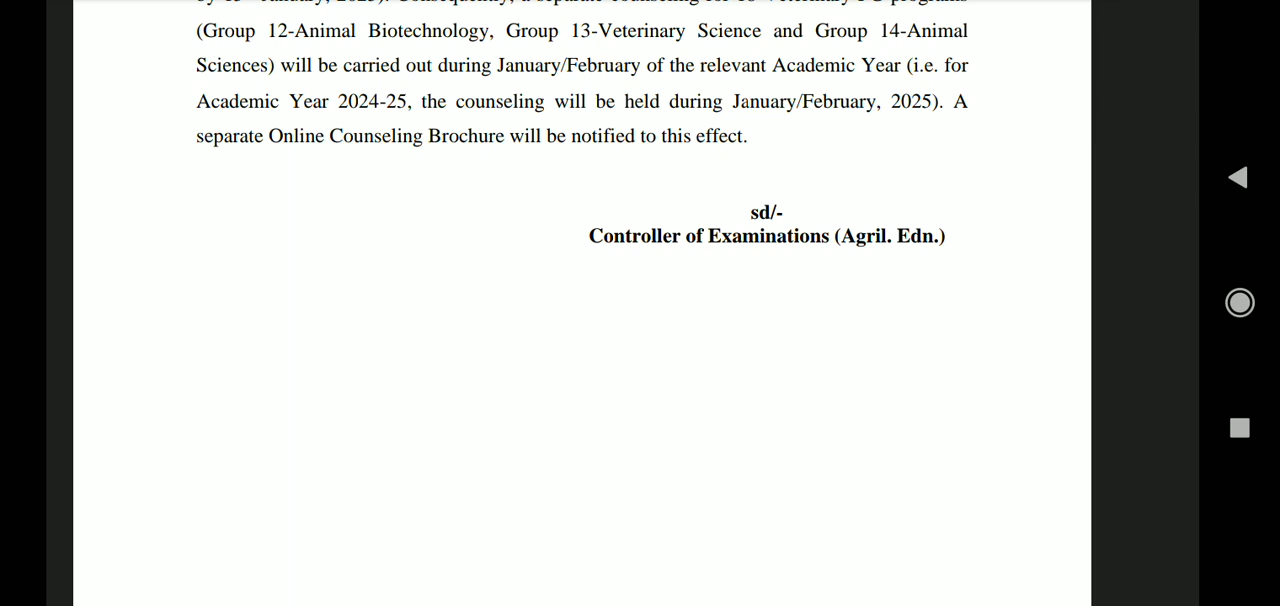 (Group 12-Animal Biotechnology, Group 13-Veterinary Science and Group 14-Animal
Sciences) will be carried out during January/February of the relevant Academic Year (i.e. for
Academic Year 2024-25, the counseling will be held during January/February, 2025). A
separate Online Counseling Brochure will be notified to this effect.
sd/-
Controller of Examinations (Agril. Edn.)